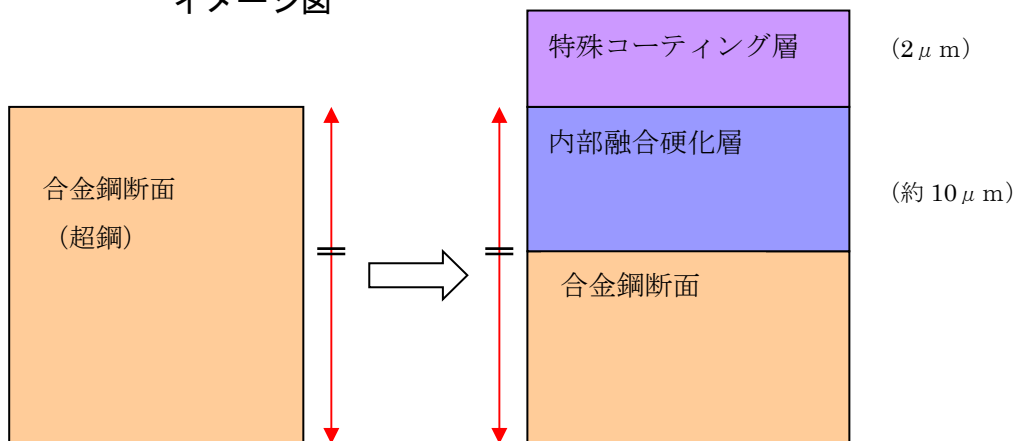 イメージ図
特殊コーティング層
(2μm)
内部融合硬化層
(約10μm)
合金鋼断面
(超鋼)
合金鋼断面